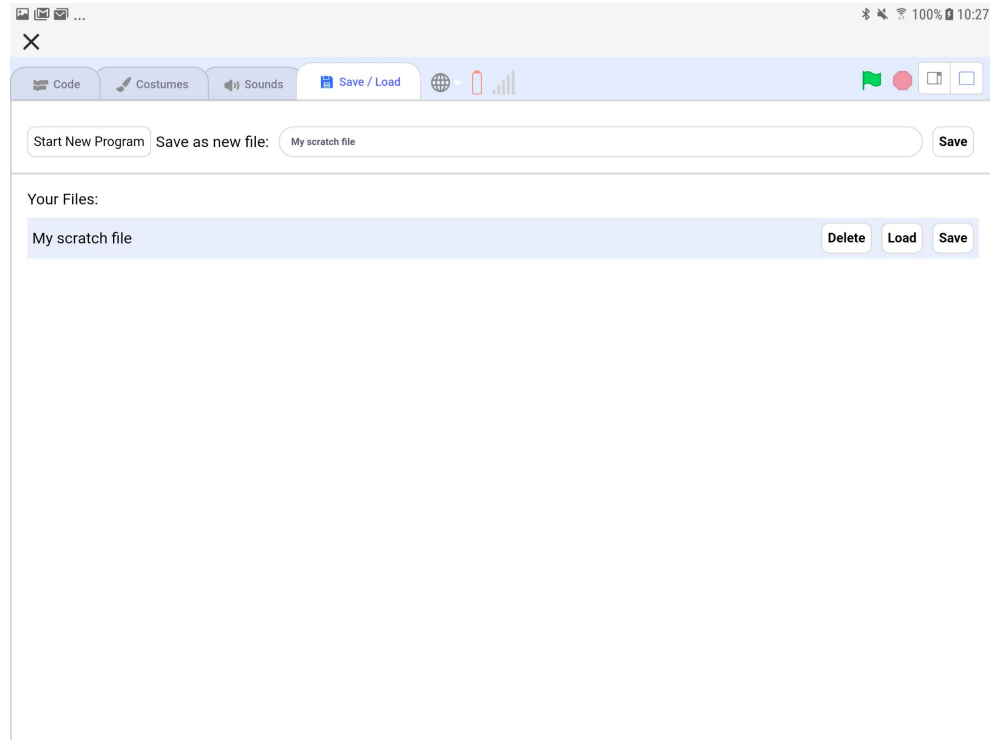 ... 100% 10:27
Code Costumes Sounds Save / Load
Start New Program Save as new file: My scratch file Save
Your Files:
My scratch file Delete Load Save